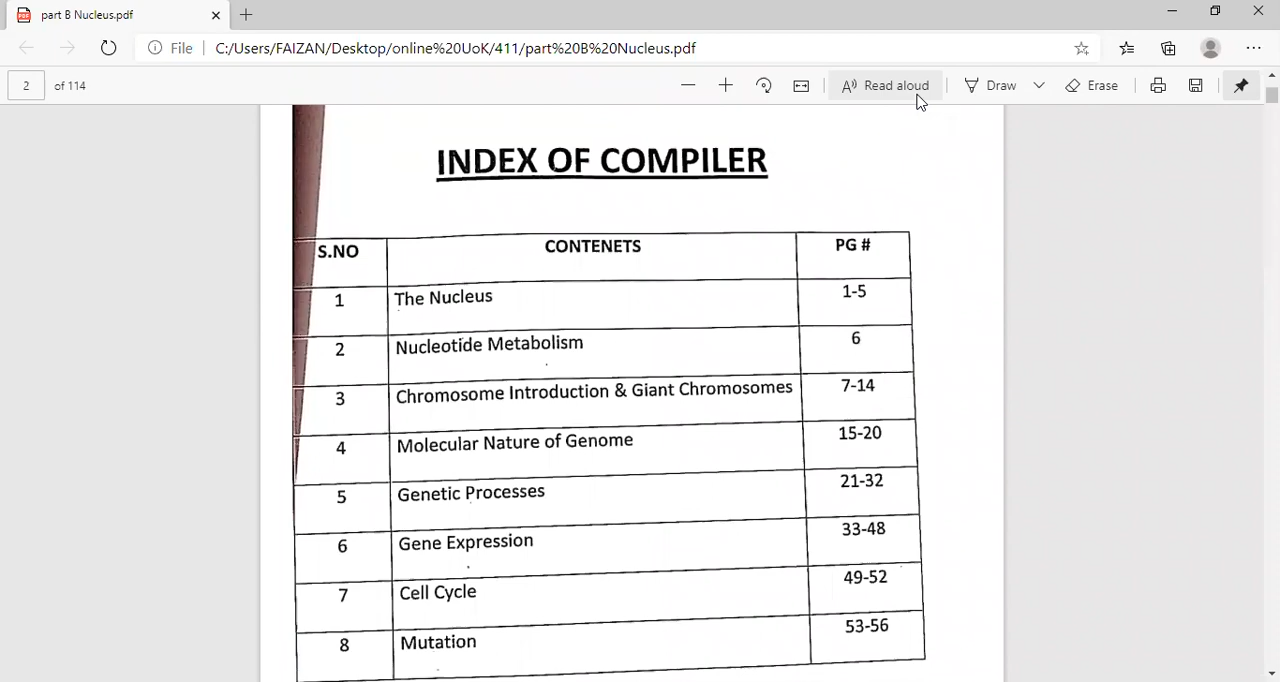 part B Nucleus.pdf
File C:/Users/FAIZAN/Desktop/online%20UoK/411/part%20B%20Nucleus.pdf
2 of 114 Read aloud Draw Erase
INDEX OF COMPILER
S.NO CONTENETS PG #
1 The Nucleus 1-5
2 Nucleotide Metabolism 6
3 Chromosome Introduction & Giant Chromosomes 7-14
4 Molecular Nature of Genome 15-20
5 Genetic Processes 21-32
6 Gene Expression 33-48
7 Cell Cycle 49-52
8 Mutation 53-56